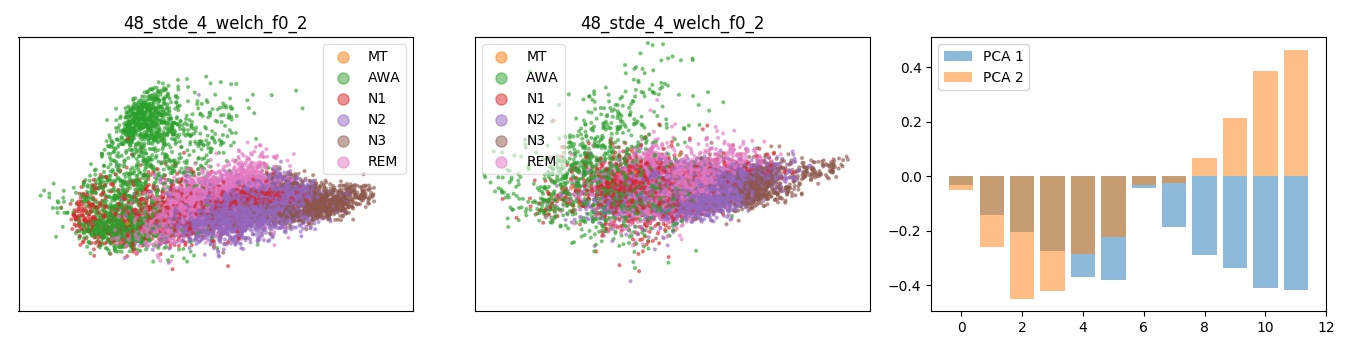 48_stde_4_welch_f0_2
MT
AWA
N1
N2
N3
REM
48_stde_4_welch_f0_2
MT
AWA
N1
N2
N3
REM
PCA 1
PCA 2
0.4
0.2
0.0
−0.2
−0.4
0 2 4 6 8 10 12